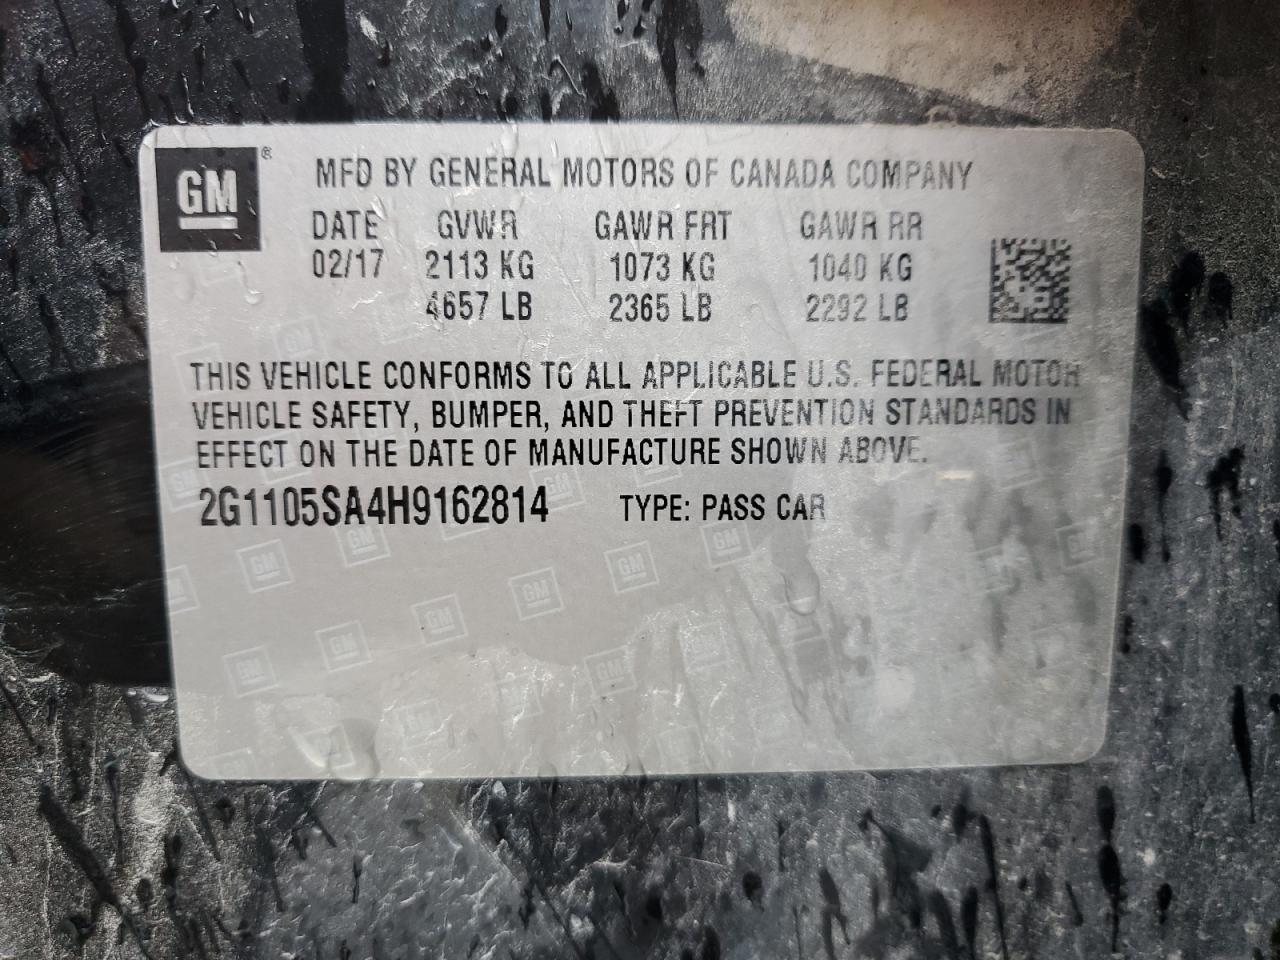 GM®
MFD BY GENERAL MOTORS OF CANADA COMPANY
DATE GVWR GAWR FRT GAWR RR
02/17 2113 KG 1073 KG 1040 KG
4657 LB 2365 LB 2292 LB
THIS VEHICLE CONFORMS TO ALL APPLICABLE U.S. FEDERAL MOTOR
VEHICLE SAFETY, BUMPER, AND THEFT PREVENTION STANDARDS IN
EFFECT ON THE DATE OF MANUFACTURE SHOWN ABOVE.
2G1105SA4H9162814 TYPE: PASS CAR